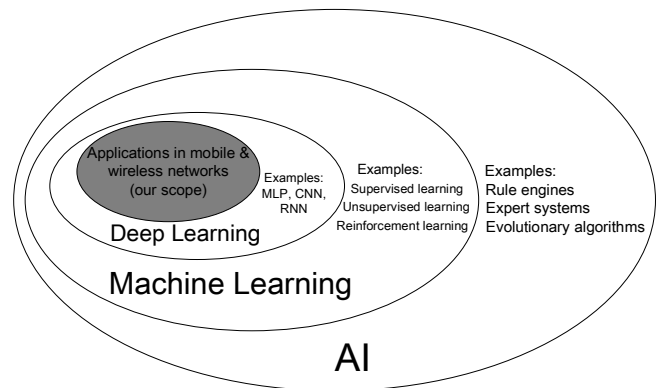 Applications in mobile &
wireless networks
(our scope)
Examples:
MLP, CNN,
RNN
Deep Learning
Examples:
Supervised learning
Unsupervised learning
Reinforcement learning
Machine Learning
Examples:
Rule engines
Expert systems
Evolutionary algorithms
AI